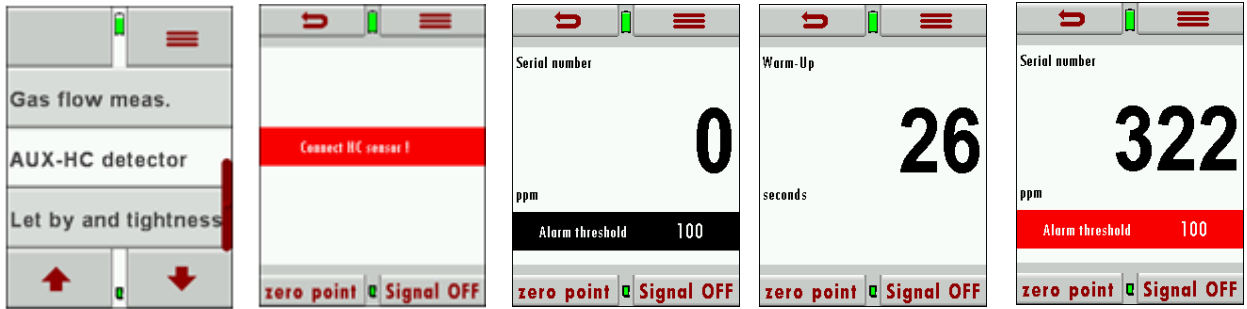 Gas flow meas.
AUX-HC detector
Let by and tightness
Connect HC sensor !
zero point Signal OFF
Serial number
0
ppm
Alarm threshold 100
zero point Signal OFF
Warm-Up
26
seconds
zero point Signal OFF
Serial number
322
ppm
Alarm threshold 100
zero point Signal OFF